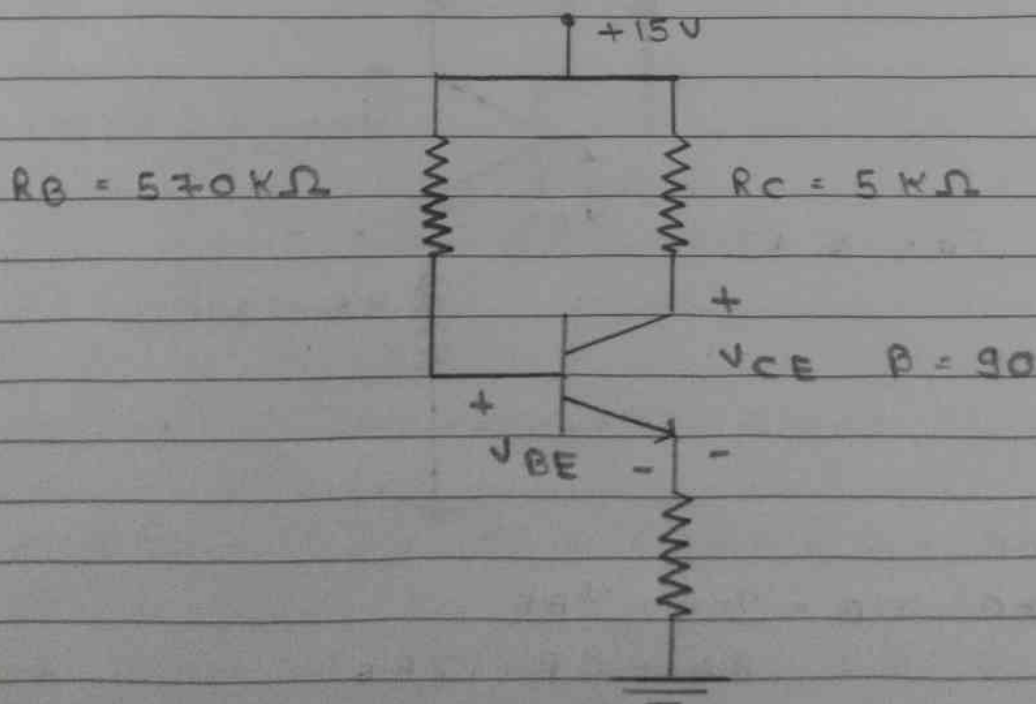 +15V
RB = 570KΩ
RC = 5KΩ
+
VCE β = 90
+
VBE - -